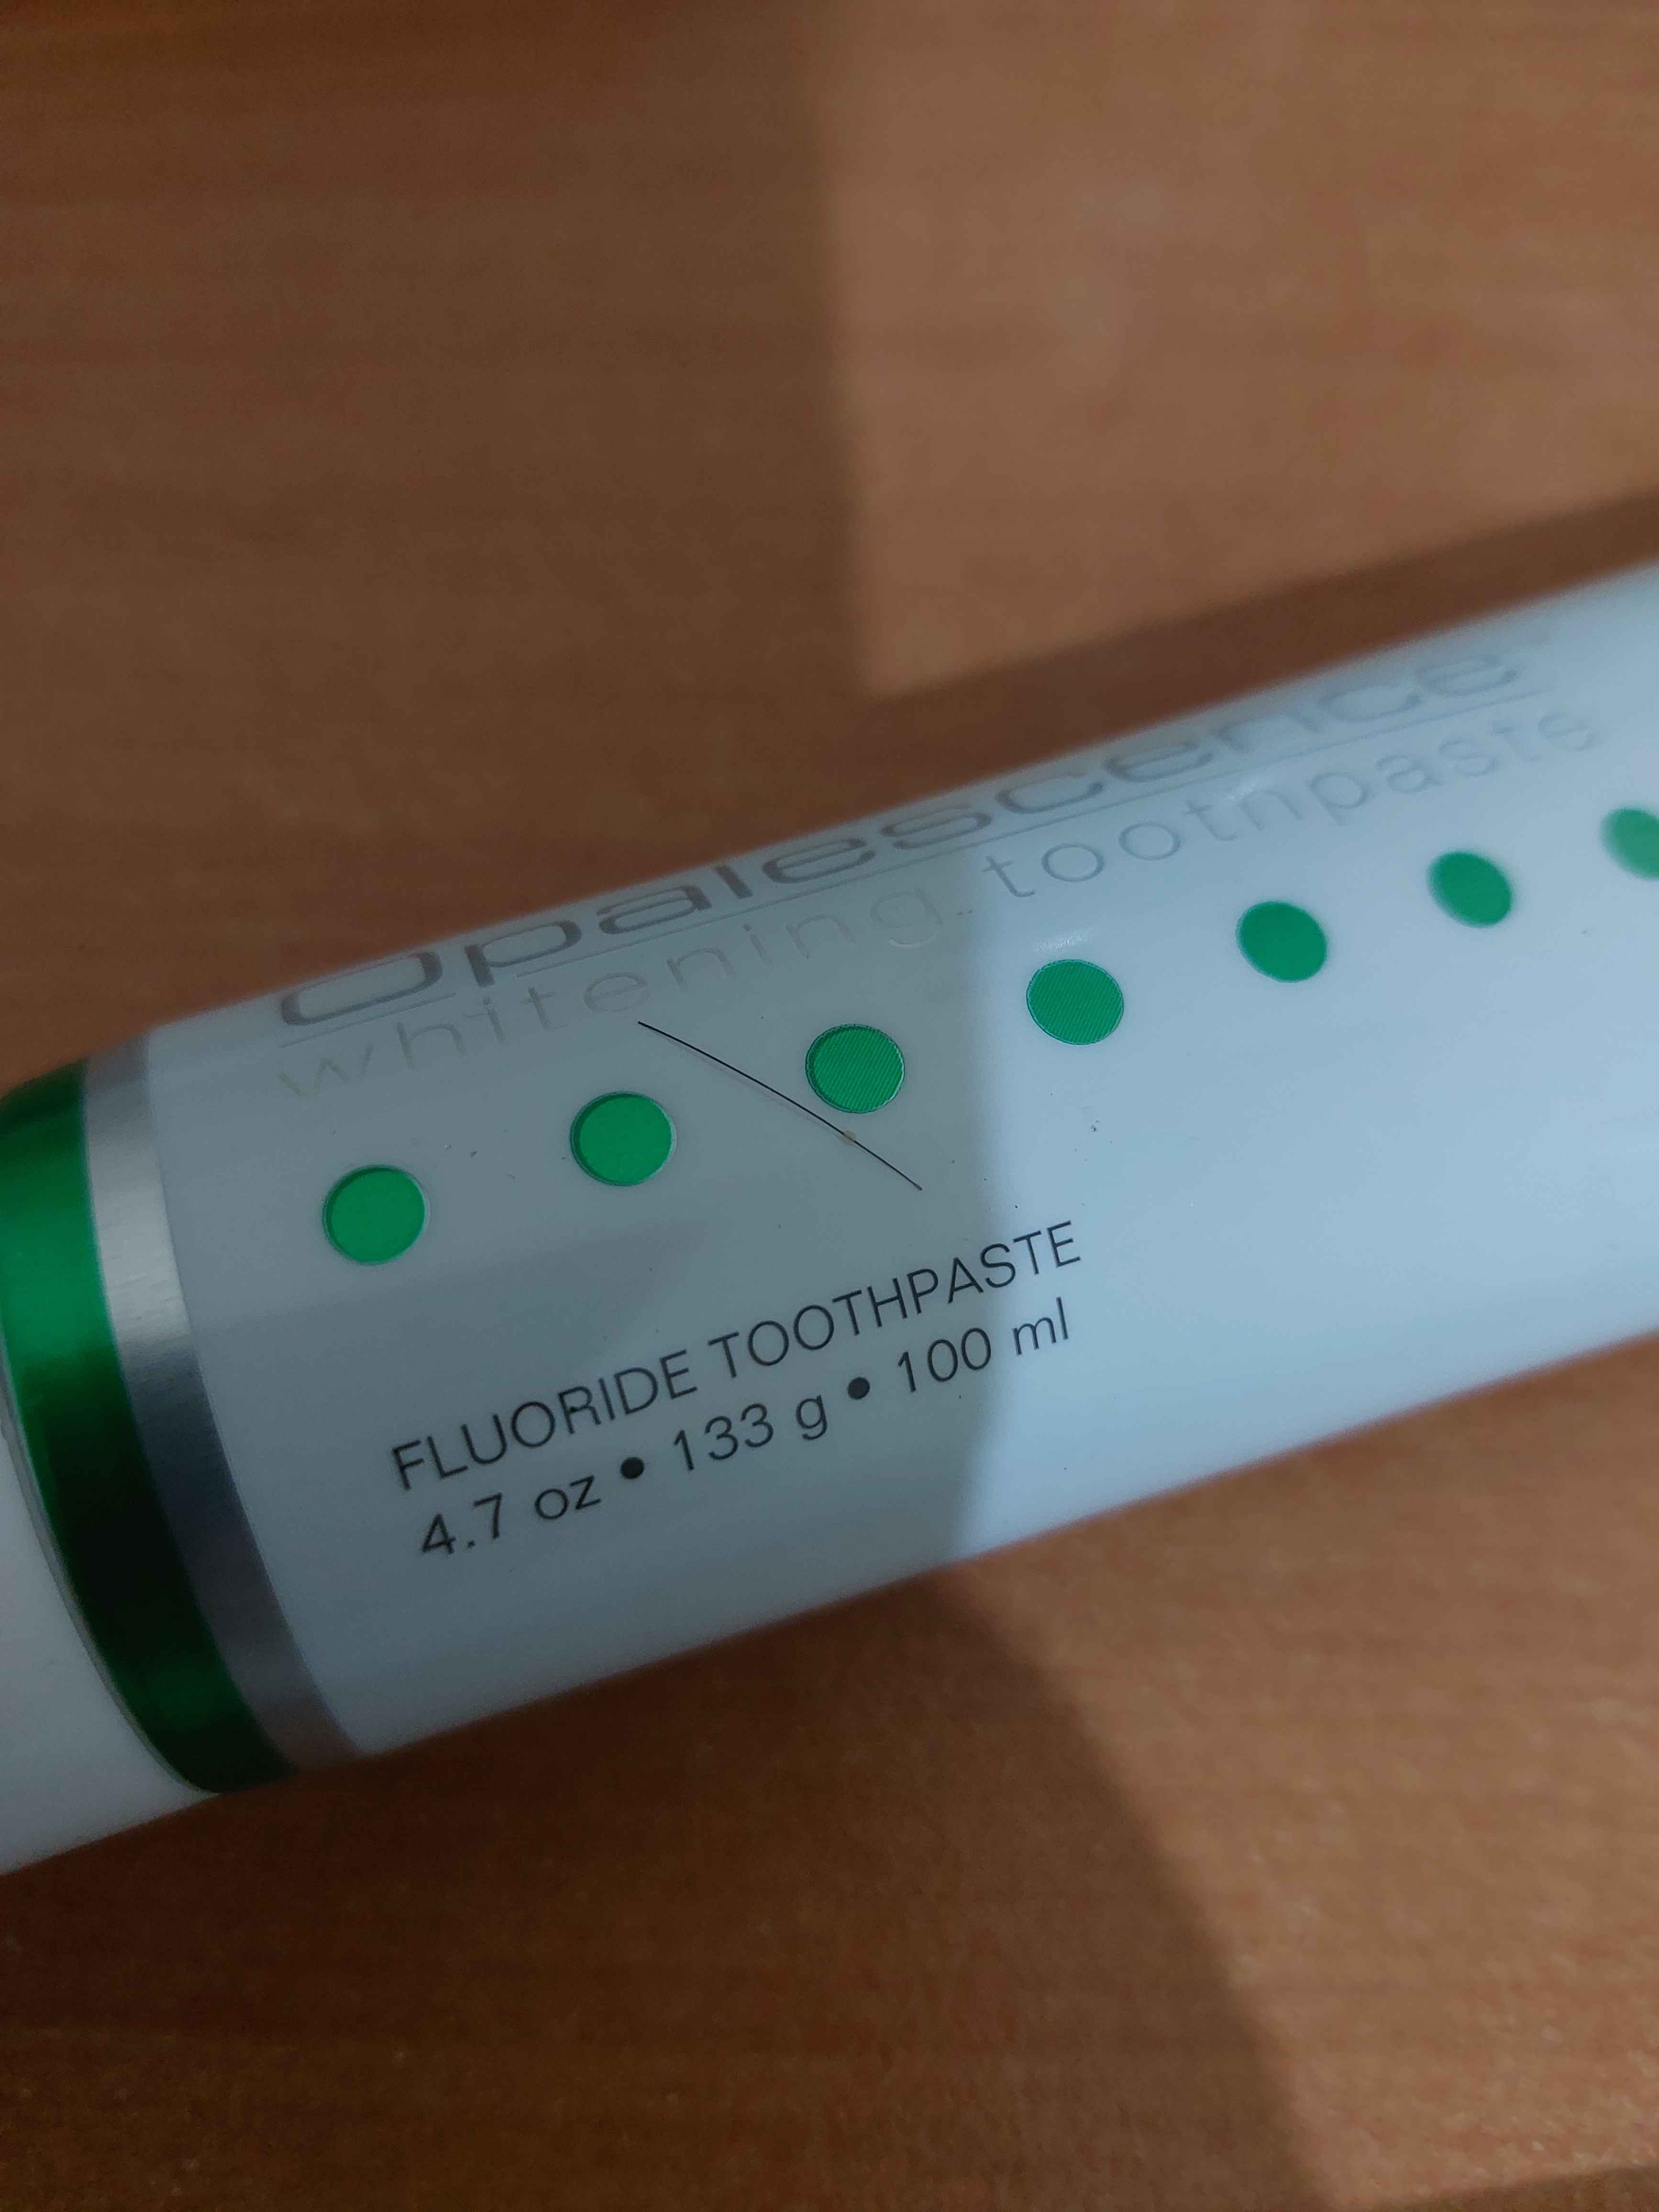 opalescence
whitening toothpaste
FLUORIDE TOOTHPASTE
4.7 oz • 133 g • 100 ml